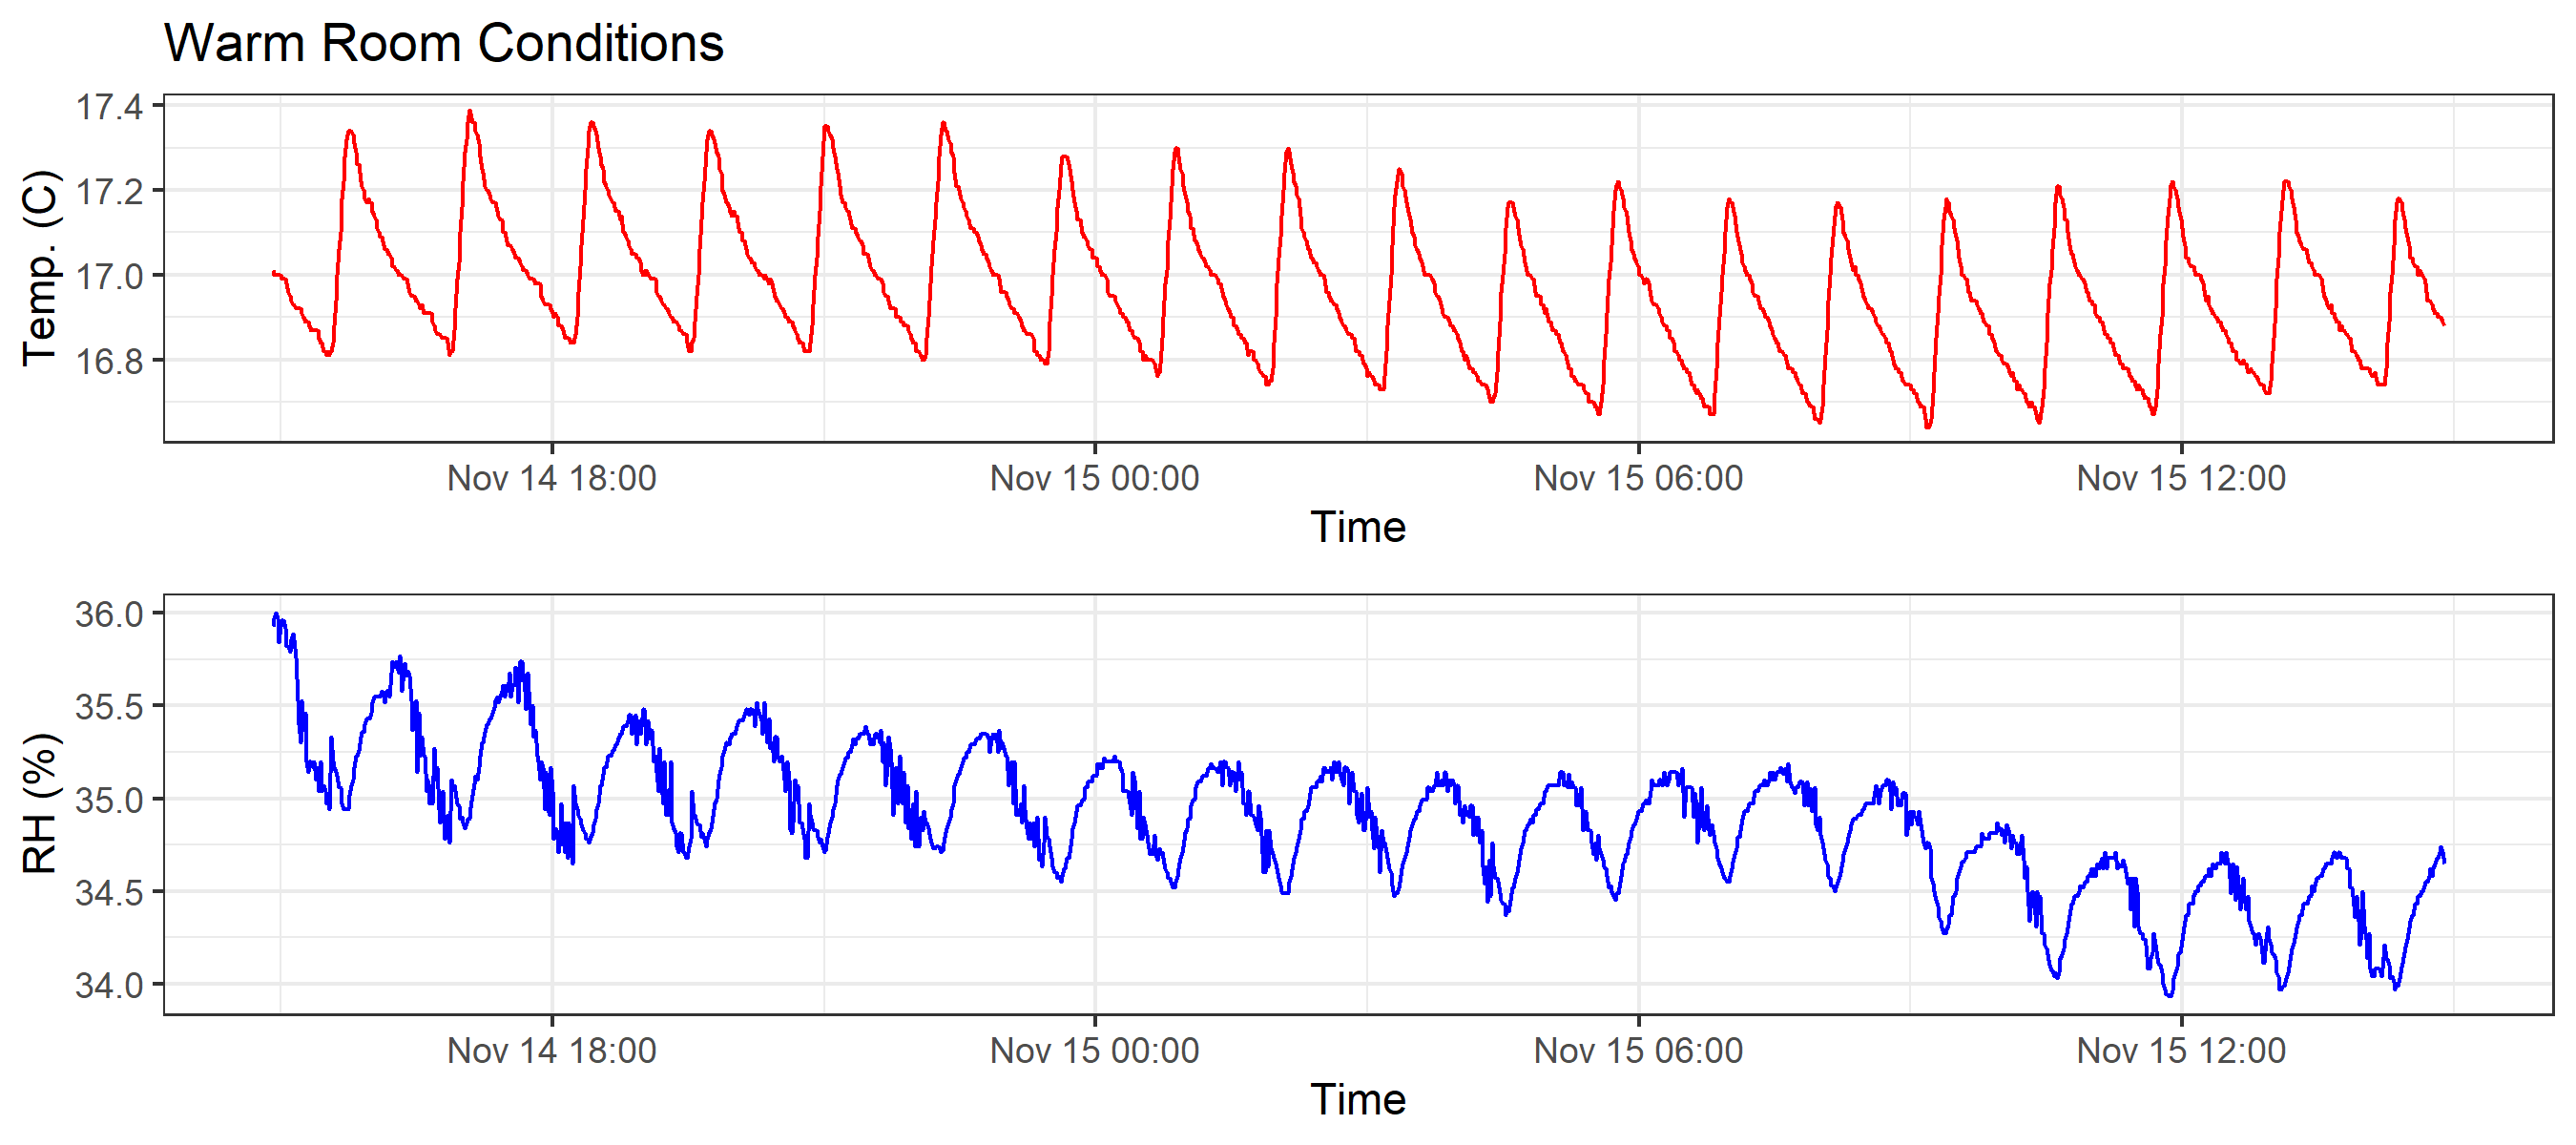 Warm Room Conditions
17.4
17.2
17.0
16.8
Temp. (C)
Nov 14 18:00 Nov 15 00:00 Nov 15 06:00 Nov 15 12:00
Time
36.0
35.5
35.0
34.5
34.0
RH (%)
Nov 14 18:00 Nov 15 00:00 Nov 15 06:00 Nov 15 12:00
Time